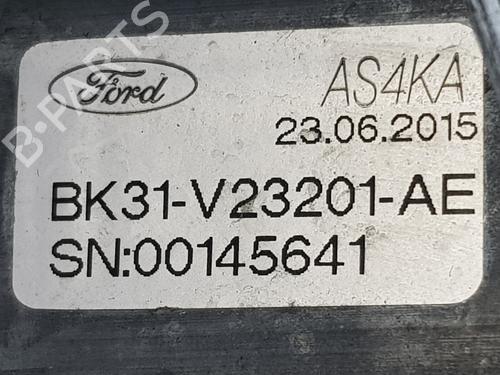 Ford
AS4KA
23.06.2015
BK31-V23201-AE
SN:00145641
B-PARTS